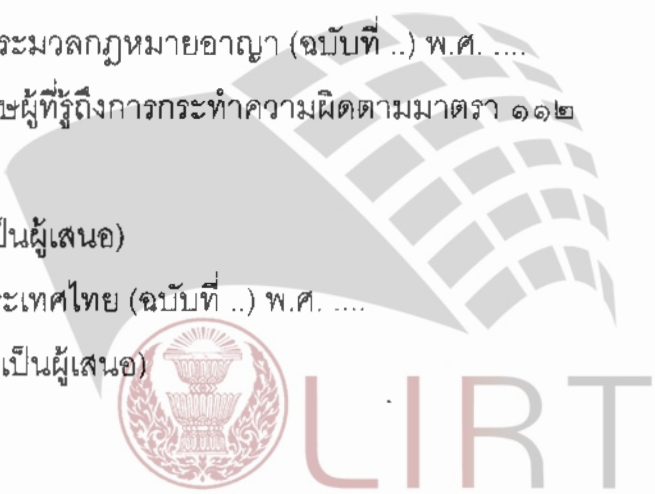 ระมวลกฎหมายอาญา (ฉบับที่ ..) พ.ศ. ....
ษผู้ที่รู้ถึงการกระทำความผิดตามมาตรา ๑๑๒
ป็นผู้เสนอ)
ระเทศไทย (ฉบับที่ ..) พ.ศ. ....
เป็นผู้เสนอ)
LIRT